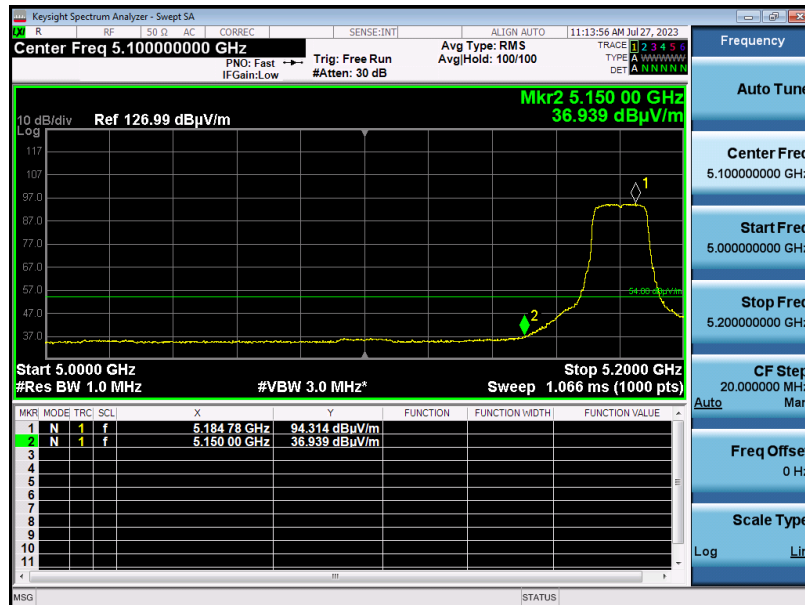 Keysight Spectrum Analyzer - Swept SA
LXI R RF 50 Ω AC CORREC SENSE:INT ALIGN AUTO 11:13:56 AM Jul 27, 2023
Center Freq 5.100000000 GHz
PNO: Fast
IFGain:Low
Trig: Free Run
#Atten: 30 dB
Avg Type: RMS
Avg|Hold: 100/100
TRACE 1 2 3 4 5 6
TYPE A WWWWW
DET A N N N N N
Mkr2 5.150 00 GHz
36.939 dBµV/m
10 dB/div Ref 126.99 dBµV/m
Log
117
107
97.0
87.0
77.0
67.0
57.0
47.0
37.0
1
54.00 dBµV/m
2
Start 5.0000 GHz Stop 5.2000 GHz
#Res BW 1.0 MHz #VBW 3.0 MHz* Sweep 1.066 ms (1000 pts)
MKR MODE TRC SCL X Y FUNCTION FUNCTION WIDTH FUNCTION VALUE
1 N 1 f 5.184 78 GHz 94.314 dBµV/m
2 N 1 f 5.150 00 GHz 36.939 dBµV/m
3
4
5
6
7
8
9
10
11
MSG STATUS
Frequency
Auto Tune
Center Freq
5.100000000 GHz
Start Freq
5.000000000 GHz
Stop Freq
5.200000000 GHz
CF Step
20.000000 MHz
Auto Man
Freq Offset
0 Hz
Scale Type
Log Lin